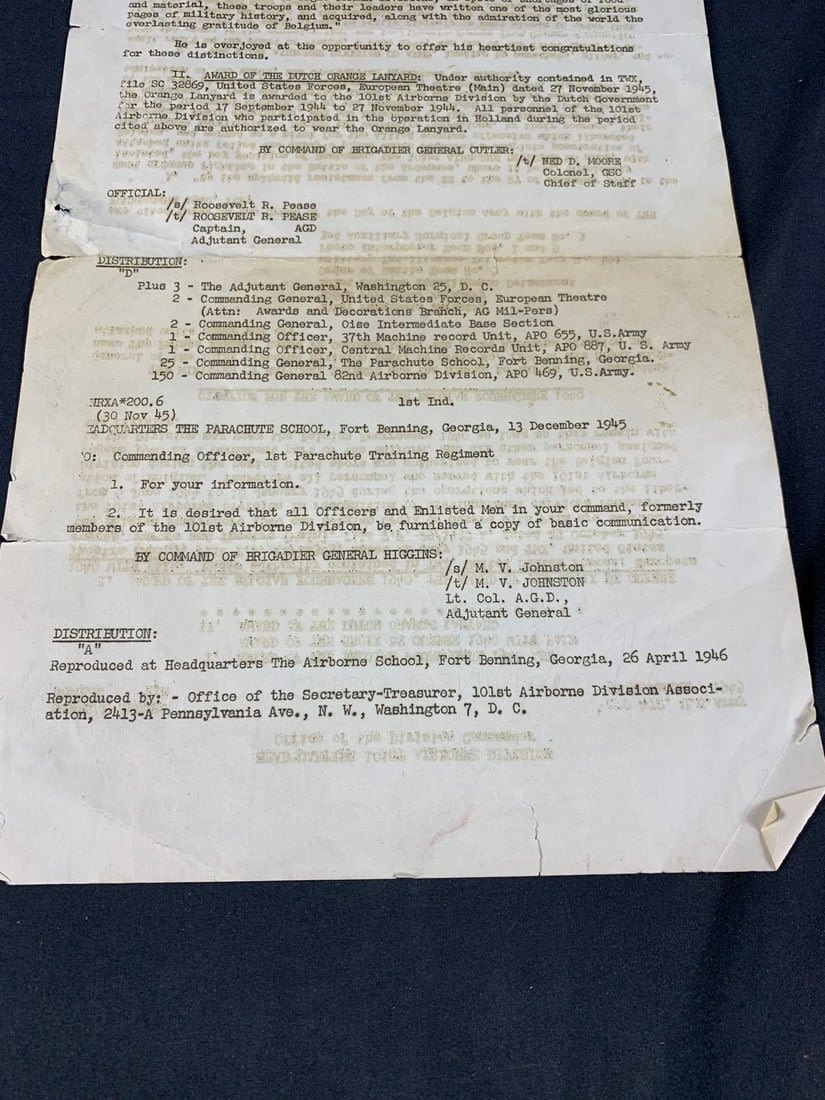 and material, these troops and their leaders have written one of the most glorious
pages of military history, and acquired, along with the admiration of the world the
everlasting gratitude of Belgium."
He is overjoyed at the opportunity to offer his heartiest congratulations
for these distinctions.
II. AWARD OF THE DUTCH ORANGE LANYARD: Under authority contained in TWX,
file SC 32869, United States Forces, European Theatre (Main) dated 27 November 1945,
the Orange Lanyard is awarded to the 101st Airborne Division by the Dutch Government
for the period 17 September 1944 to 27 November 1944. All personnel of the 101st
Airborne Division who participated in the operation in Holland during the period
cited above are authorized to wear the Orange Lanyard.
BY COMMAND OF BRIGADIER GENERAL CUTLER:
/t/ NED D. MOORE
Colonel, GSC
Chief of Staff
OFFICIAL:
/s/ Roosevelt R. Pease
/t/ ROOSEVELT R. PEASE
Captain, AGD
Adjutant General
DISTRIBUTION:
"D"
Plus 3 - The Adjutant General, Washington 25, D. C.
2 - Commanding General, United States Forces, European Theatre
(Attn: Awards and Decorations Branch, AG Mil-Pers)
2 - Commanding General, Oise Intermediate Base Section
1 - Commanding Officer, 37th Machine record Unit, APO 655, U.S.Army
1 - Commanding Officer, Central Machine Records Unit, APO 887, U. S. Army
25 - Commanding General, The Parachute School, Fort Benning, Georgia.
150 - Commanding General 82nd Airborne Division, APO 469, U.S.Army.
NRXA*200.6 1st Ind.
(30 Nov 45)
EADQUARTERS THE PARACHUTE SCHOOL, Fort Benning, Georgia, 13 December 1945
O: Commanding Officer, 1st Parachute Training Regiment
1. For your information.
2. It is desired that all Officers and Enlisted Men in your command, formerly
members of the 101st Airborne Division, be furnished a copy of basic communication.
BY COMMAND OF BRIGADIER GENERAL HIGGINS:
/s/ M. V. Johnston
/t/ M. V. JOHNSTON
Lt. Col. A.G.D.,
Adjutant General
DISTRIBUTION:
"A"
Reproduced at Headquarters The Airborne School, Fort Benning, Georgia, 26 April 1946
Reproduced by: - Office of the Secretary-Treasurer, 101st Airborne Division Associ-
ation, 2413-A Pennsylvania Ave., N. W., Washington 7, D. C.